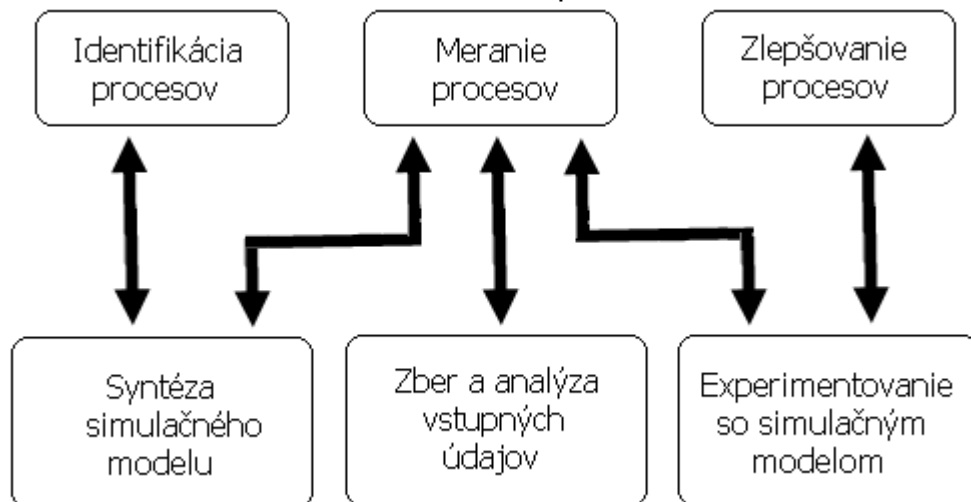 Identifikácia
procesov
Meranie
procesov
Zlepšovanie
procesov
Syntéza
simulačného
modelu
Zber a analýza
vstupných
údajov
Experimentovanie
so simulačným
modelom